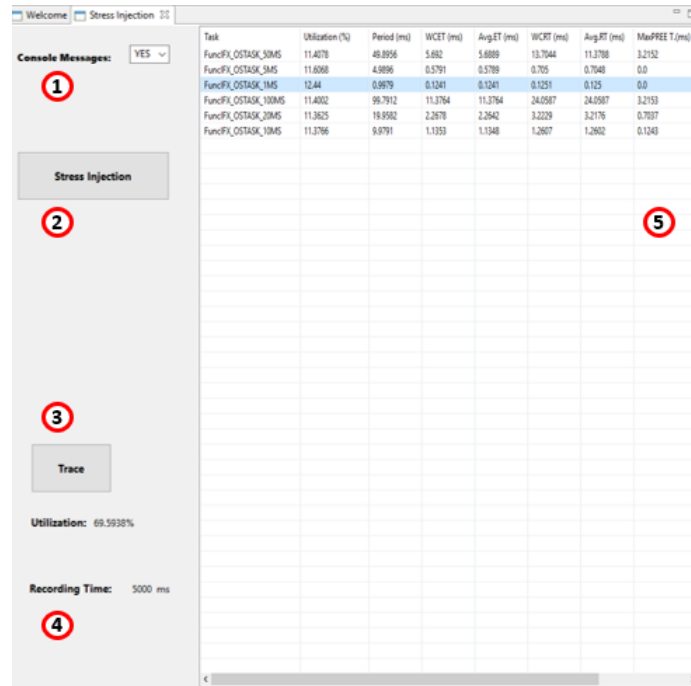 Welcome Stress Injection
Console Messages: YES
1
Stress Injection
2
3
Trace
Utilization: 69.5938%
Recording Time: 5000 ms
4
Task Utilization (%) Period (ms) WCET (ms) Avg.ET (ms) WCRT (ms) Avg.RT (ms) MaxPREE T.(ms)
FuncIFX_OSTASK_50MS 11.4078 49.8956 5.692 5.6889 13.7044 11.3788 3.2152
FuncIFX_OSTASK_5MS 11.6068 4.9896 0.5791 0.5789 0.705 0.7048 0.0
FuncIFX_OSTASK_1MS 12.44 0.9979 0.1241 0.1241 0.1251 0.125 0.0
FuncIFX_OSTASK_100MS 11.4002 99.7912 11.3764 11.3764 24.0587 24.0587 3.2153
FuncIFX_OSTASK_20MS 11.3625 19.9582 2.2678 2.2642 3.2229 3.2176 0.7037
FuncIFX_OSTASK_10MS 11.3766 9.9791 1.1353 1.1348 1.2607 1.2602 0.1243
5